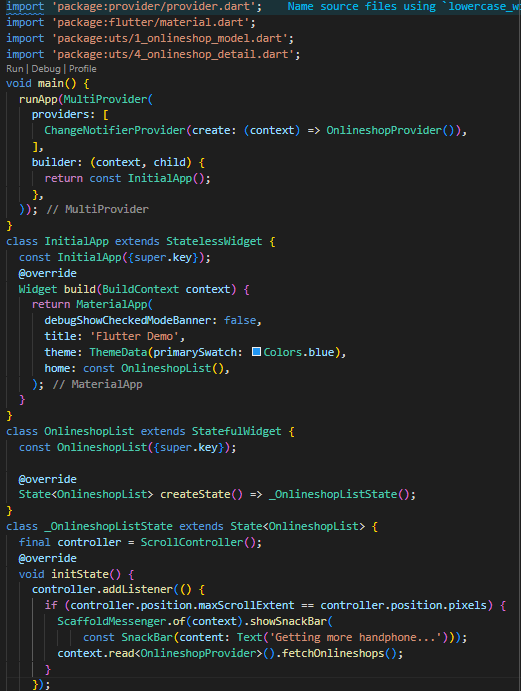 import 'package:provider/provider.dart';    Name source files using `lowercase_wi
import 'package:flutter/material.dart';
import 'package:uts/1_onlineshop_model.dart';
import 'package:uts/4_onlineshop_detail.dart';
Run | Debug | Profile
void main() {
  runApp(MultiProvider(
    providers: [
      ChangeNotifierProvider(create: (context) => OnlineshopProvider()),
    ],
    builder: (context, child) {
      return const InitialApp();
    },
  )); // MultiProvider
}
class InitialApp extends StatelessWidget {
  const InitialApp({super.key});
  @override
  Widget build(BuildContext context) {
    return MaterialApp(
      debugShowCheckedModeBanner: false,
      title: 'Flutter Demo',
      theme: ThemeData(primarySwatch: Colors.blue),
      home: const OnlineshopList(),
    ); // MaterialApp
  }
}
class OnlineshopList extends StatefulWidget {
  const OnlineshopList({super.key});

  @override
  State<OnlineshopList> createState() => _OnlineshopListState();
}
class _OnlineshopListState extends State<OnlineshopList> {
  final controller = ScrollController();
  @override
  void initState() {
    controller.addListener(() {
      if (controller.position.maxScrollExtent == controller.position.pixels) {
        ScaffoldMessenger.of(context).showSnackBar(
            const SnackBar(content: Text('Getting more handphone...')));
        context.read<OnlineshopProvider>().fetchOnlineshops();
      }
    });